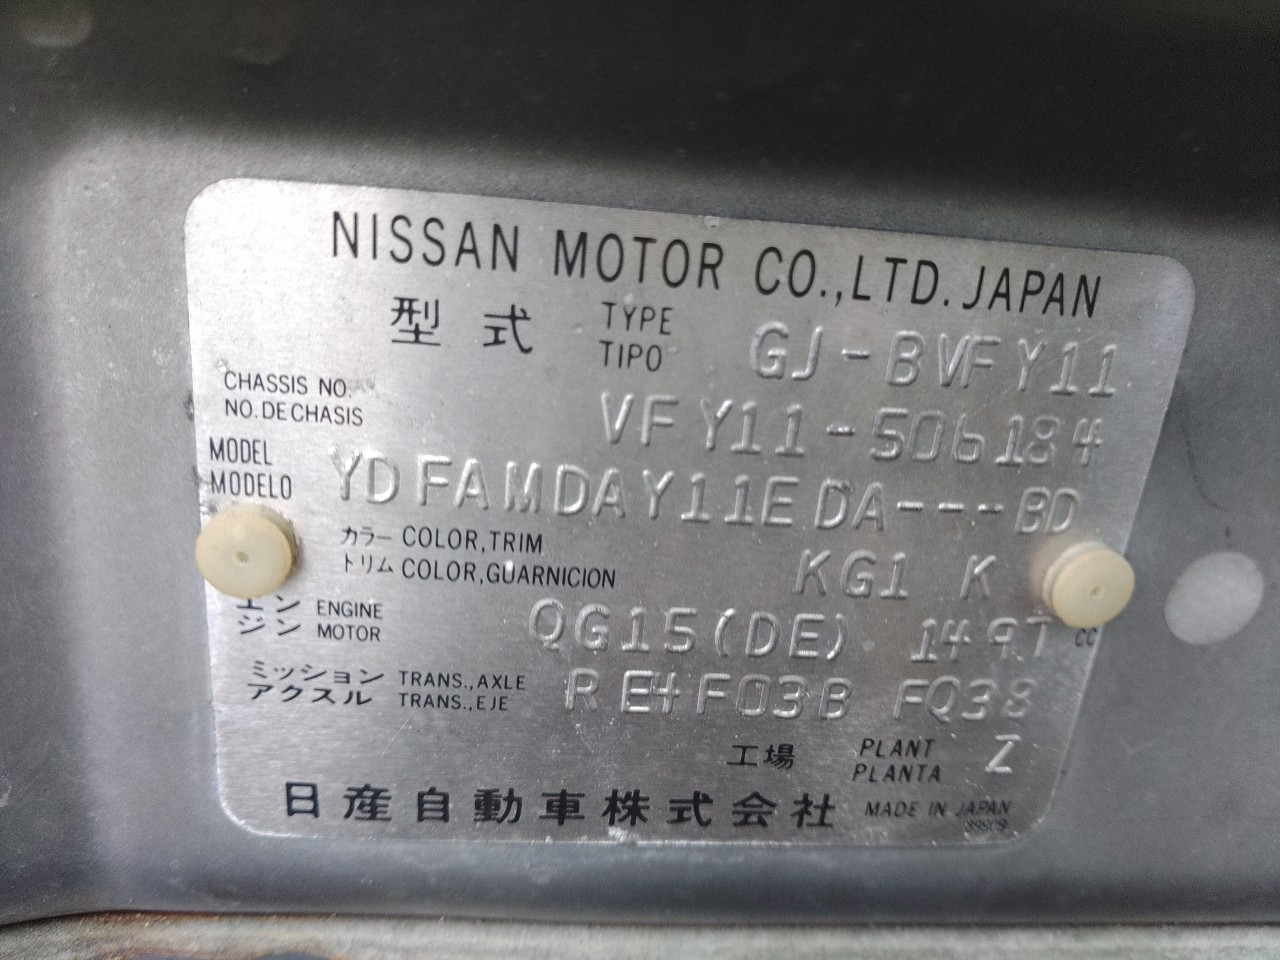 NISSAN MOTOR CO.,LTD. JAPAN
型式 TYPE TIPO GJ-BVFY11
CHASSIS NO. NO. DE CHASIS VFY11-506184
MODEL MODELO YDFAMDAY11EDA---BD
カラー COLOR,TRIM
トリム COLOR,GUARNICION KG1 K
エン ENGINE
ジン MOTOR QG15(DE) 1497 CC
ミッション TRANS.,AXLE
アクスル TRANS.,EJE RE4F03B FQ38
工場 PLANT PLANTA Z
日産自動車株式会社 MADE IN JAPAN